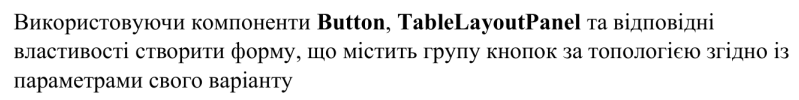 Використовуючи компоненти Button, TableLayoutPanel та відповідні
властивості створити форму, що містить групу кнопок за топологією згідно із
параметрами свого варіанту